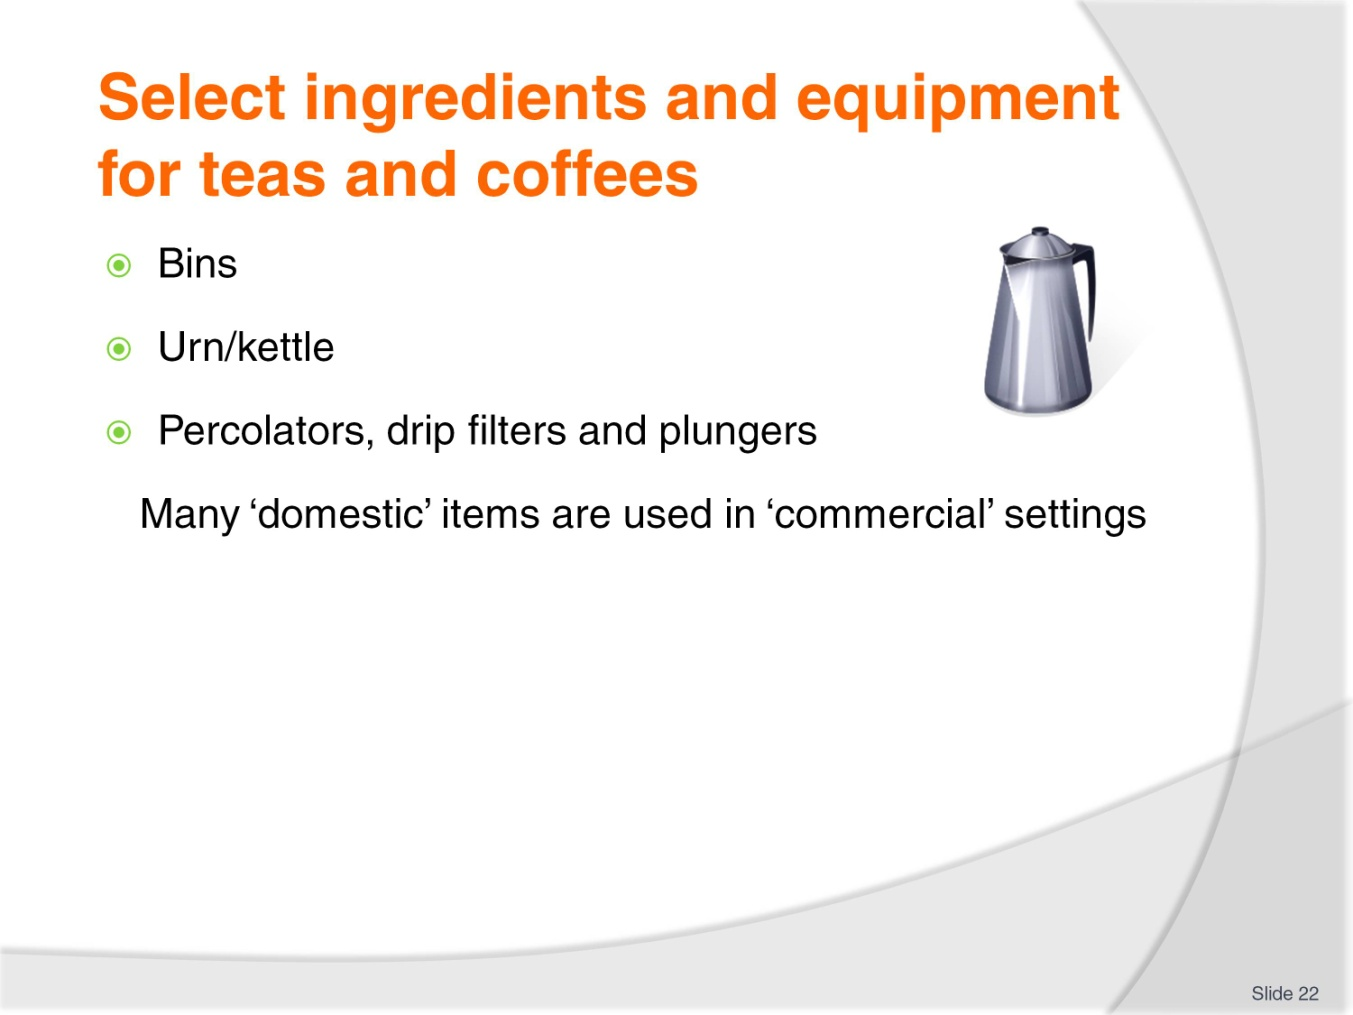 Select ingredients and equipment
for teas and coffees
Bins
Urn/kettle
Percolators, drip filters and plungers
Many ‘domestic’ items are used in ‘commercial’ settings
Slide 22